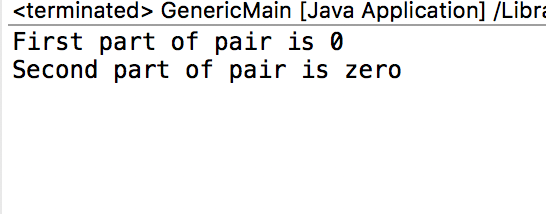 <terminated> GenericMain [Java Application] /Libra
First part of pair is 0
Second part of pair is zero